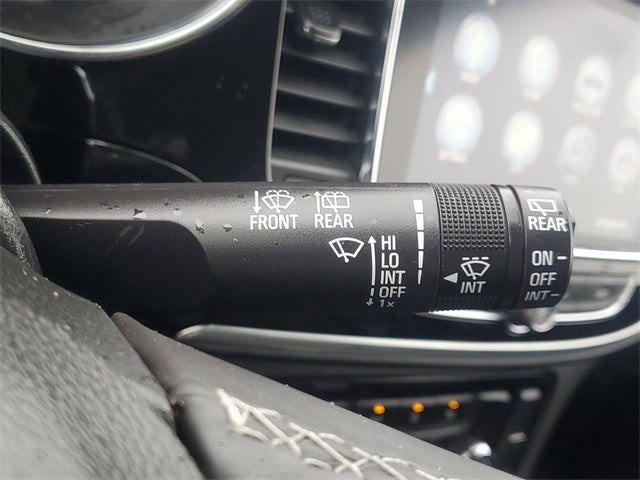 FRONT
REAR
HI
LO
INT
OFF
1x
INT
REAR
ON
OFF
INT